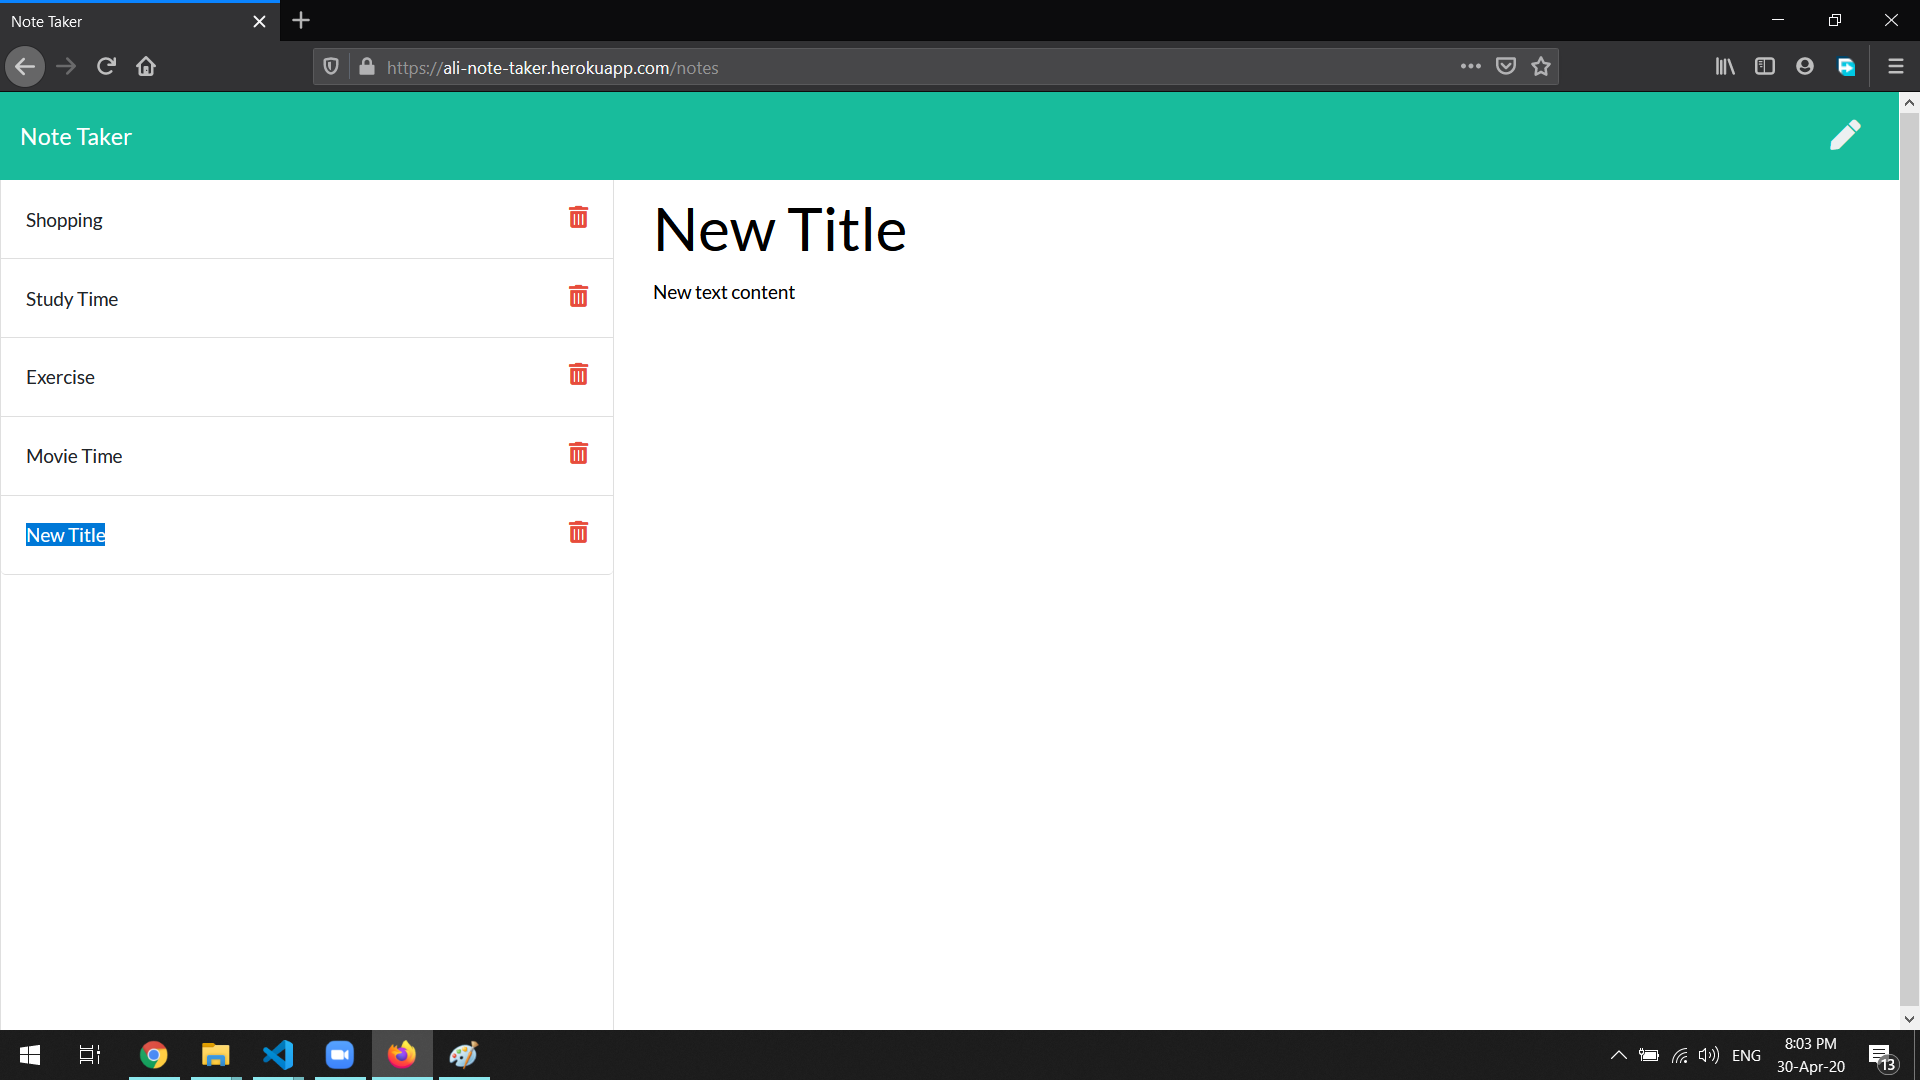 Note Taker
https://ali-note-taker.herokuapp.com/notes
Note Taker
Shopping
Study Time
Exercise
Movie Time
New Title
New Title
New text content
ENG
8:03 PM
30-Apr-20
13